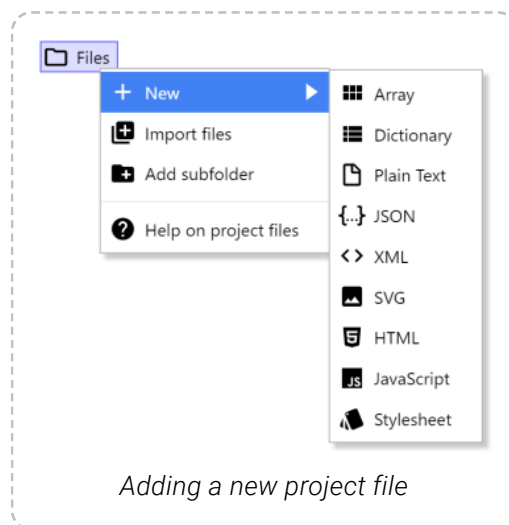 Files
New
Import files
Add subfolder
Help on project files
Array
Dictionary
Plain Text
{...} JSON
<> XML
SVG
5 HTML
JS JavaScript
Stylesheet
Adding a new project file